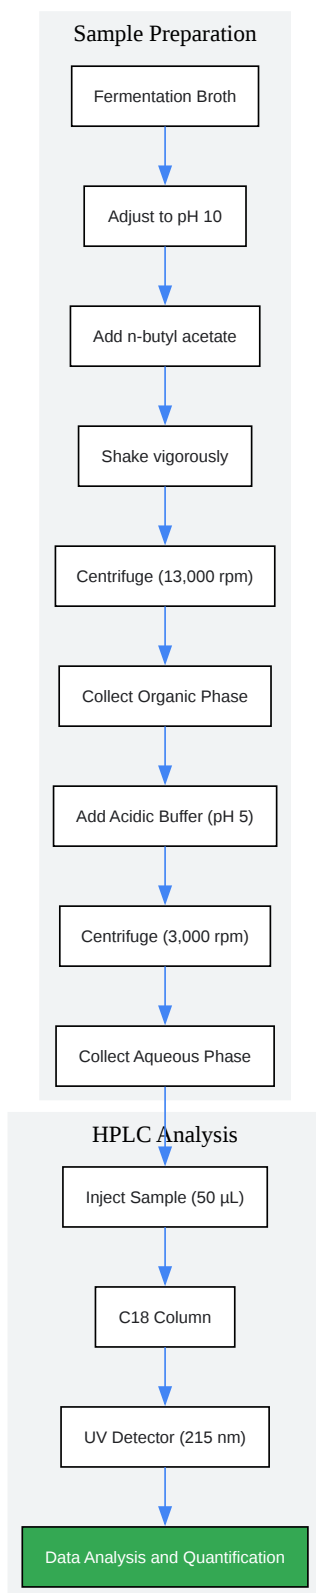 Sample Preparation
Fermentation Broth
Adjust to pH 10
Add n-butyl acetate
Shake vigorously
Centrifuge (13,000 rpm)
Collect Organic Phase
Add Acidic Buffer (pH 5)
Centrifuge (3,000 rpm)
Collect Aqueous Phase
HPLC Analysis
Inject Sample (50 µL)
C18 Column
UV Detector (215 nm)
Data Analysis and Quantification